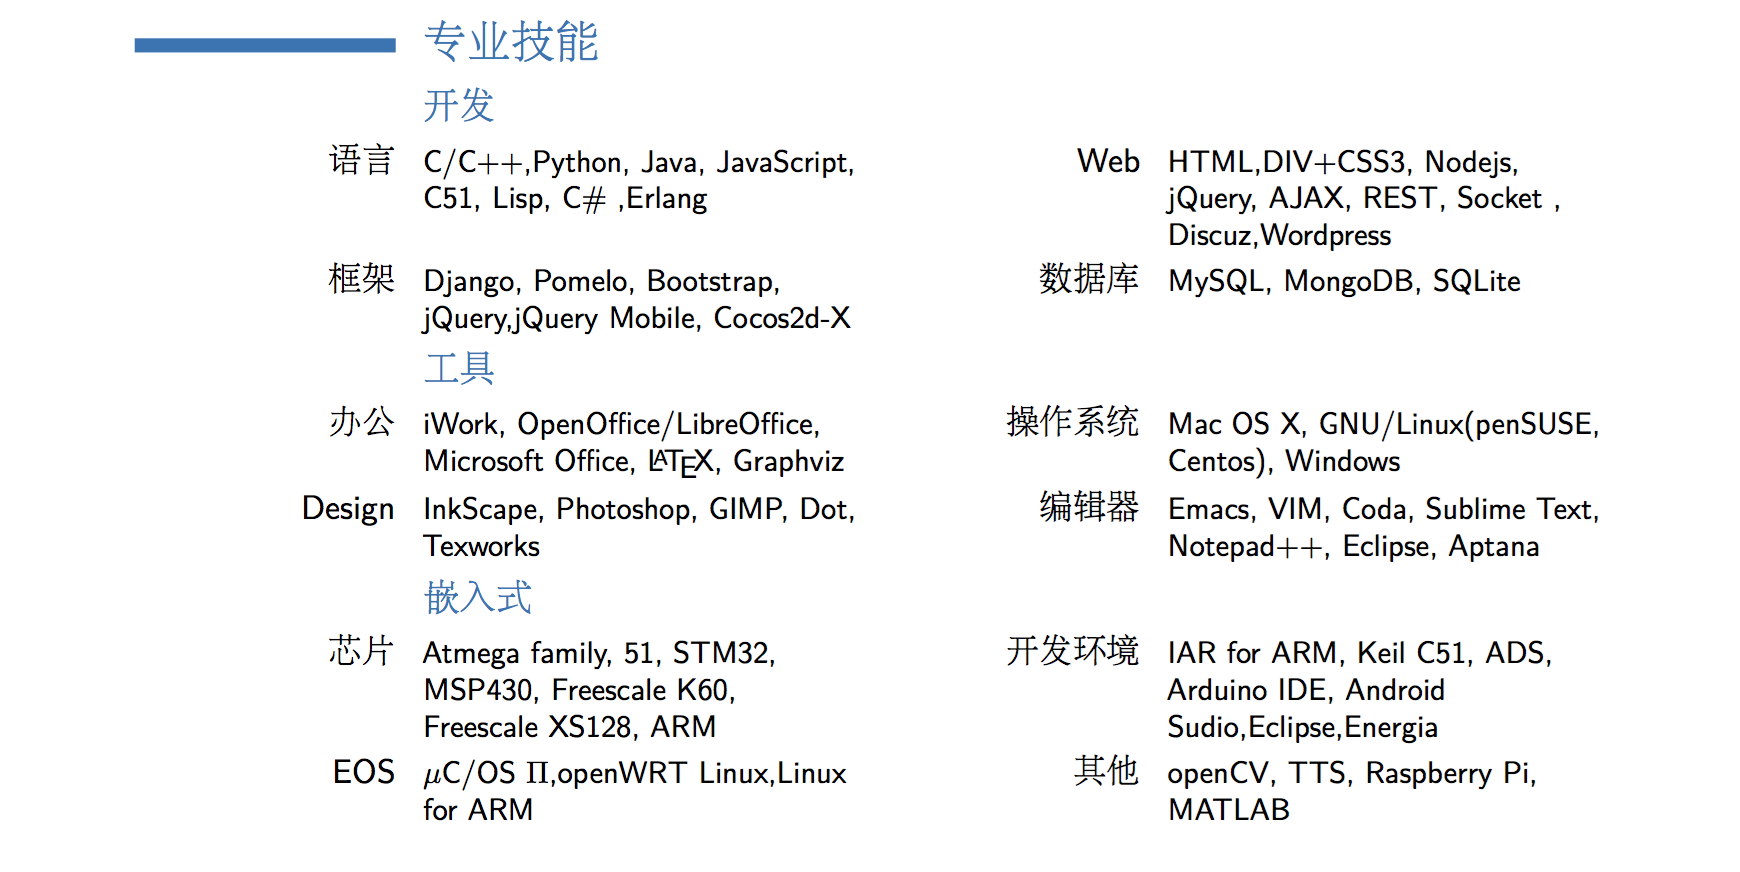 专业技能
开发
语言 C/C++,Python, Java, JavaScript,
C51, Lisp, C# ,Erlang
Web HTML,DIV+CSS3, Nodejs,
jQuery, AJAX, REST, Socket ,
Discuz,Wordpress
框架 Django, Pomelo, Bootstrap,
jQuery,jQuery Mobile, Cocos2d-X
数据库 MySQL, MongoDB, SQLite
工具
办公 iWork, OpenOffice/LibreOffice,
Microsoft Office, LATEX, Graphviz
操作系统 Mac OS X, GNU/Linux(penSUSE,
Centos), Windows
Design InkScape, Photoshop, GIMP, Dot,
Texworks
编辑器 Emacs, VIM, Coda, Sublime Text,
Notepad++, Eclipse, Aptana
嵌入式
芯片 Atmega family, 51, STM32,
MSP430, Freescale K60,
Freescale XS128, ARM
开发环境 IAR for ARM, Keil C51, ADS,
Arduino IDE, Android
Sudio,Eclipse,Energia
EOS μC/OS Π,openWRT Linux,Linux
for ARM
其他 openCV, TTS, Raspberry Pi,
MATLAB